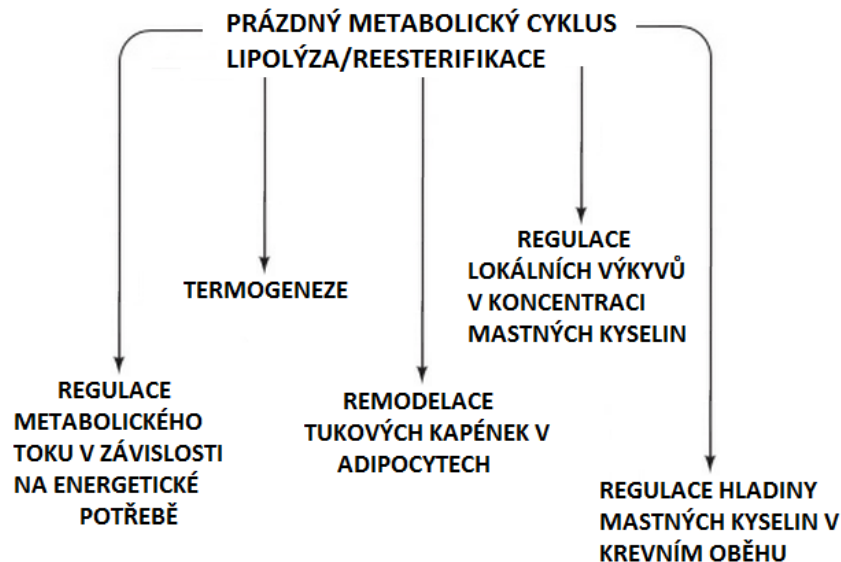 PRÁZDNÝ METABOLICKÝ CYKLUS
LIPOLÝZA/REESTERIFIKACE
REGULACE
LOKÁLNÍCH VÝKYVŮ
V KONCENTRACI
MASTNÝCH KYSELIN
TERMOGENEZE
REGULACE
METABOLICKÉHO
TOKU V ZÁVISLOSTI
NA ENERGETICKÉ
POTŘEBĚ
REMODELACE
TUKOVÝCH KAPÉNEK V
ADIPOCYTECH
REGULACE HLADINY
MASTNÝCH KYSELIN V
KREVNÍM OBĚHU